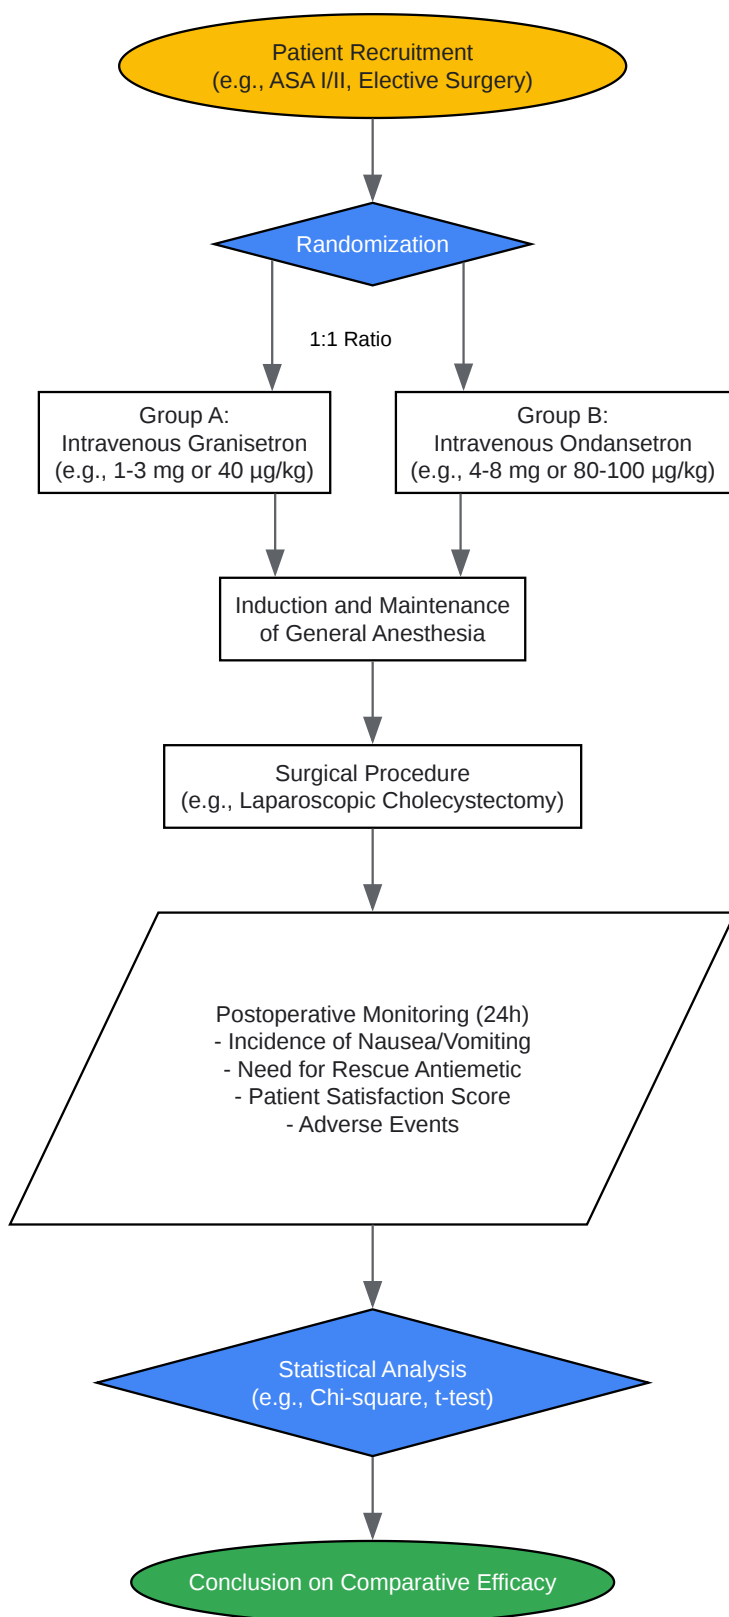 Patient Recruitment
(e.g., ASA I/II, Elective Surgery)
Randomization
1:1 Ratio
Group A:
Intravenous Granisetron
(e.g., 1-3 mg or 40 µg/kg)
Group B:
Intravenous Ondansetron
(e.g., 4-8 mg or 80-100 µg/kg)
Induction and Maintenance
of General Anesthesia
Surgical Procedure
(e.g., Laparoscopic Cholecystectomy)
Postoperative Monitoring (24h)
- Incidence of Nausea/Vomiting
- Need for Rescue Antiemetic
- Patient Satisfaction Score
- Adverse Events
Statistical Analysis
(e.g., Chi-square, t-test)
Conclusion on Comparative Efficacy